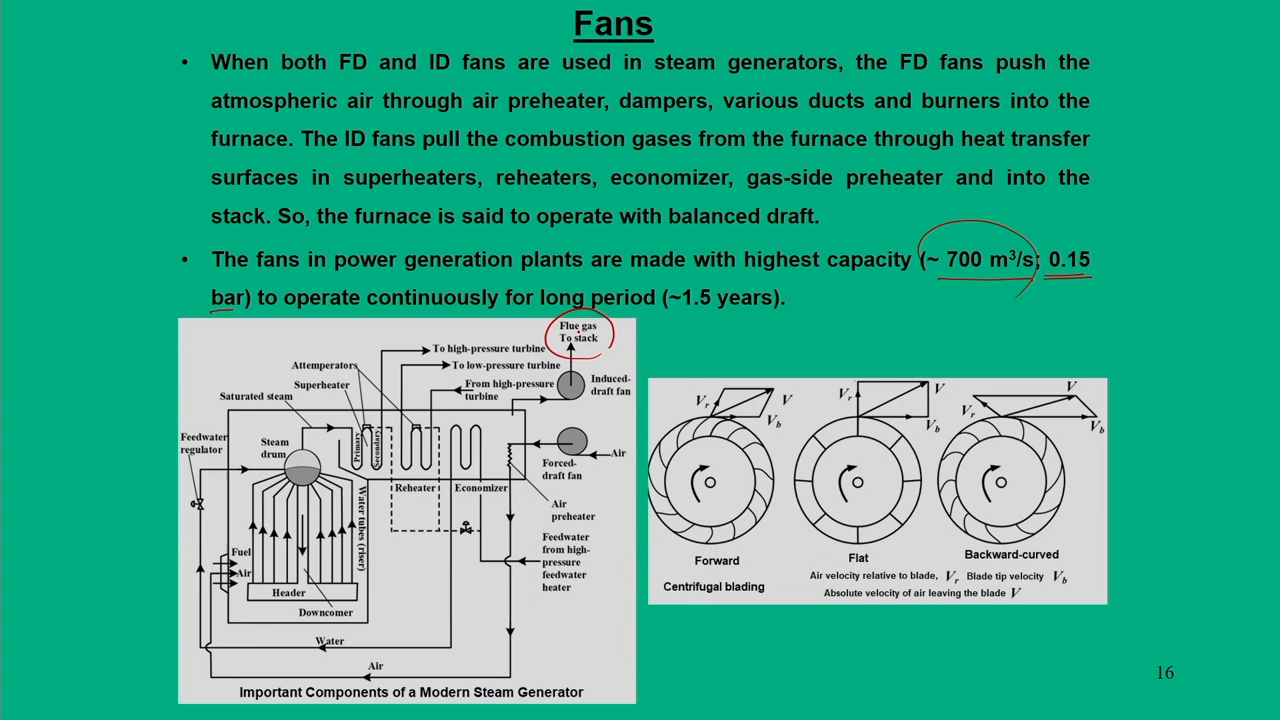 Fans
• When both FD and ID fans are used in steam generators, the FD fans push the
atmospheric air through air preheater, dampers, various ducts and burners into the
furnace. The ID fans pull the combustion gases from the furnace through heat transfer
surfaces in superheaters, reheaters, economizer, gas-side preheater and into the
stack. So, the furnace is said to operate with balanced draft.
• The fans in power generation plants are made with highest capacity (~ 700 m³/s; 0.15
bar) to operate continuously for long period (~1.5 years).
Flue gas
To stack
To high-pressure turbine
Attemperators
To low-pressure turbine
Superheater
From high-pressure
turbine
Induced-
draft fan
Saturated steam
Feedwater
regulator
Steam
drum
Primary
Secondary
Air
Forced-
draft fan
Reheater
Economizer
Water tubes (riser)
Air
preheater
Fuel
Air
Feedwater
from high-
pressure
feedwater
heater
Header
Downcomer
Water
Air
Important Components of a Modern Steam Generator
Vr
V
Vb
Vr
V
Vb
Vr
V
Vb
Forward
Flat
Backward-curved
Centrifugal blading
Air velocity relative to blade, Vr Blade tip velocity Vb
Absolute velocity of air leaving the blade V
16